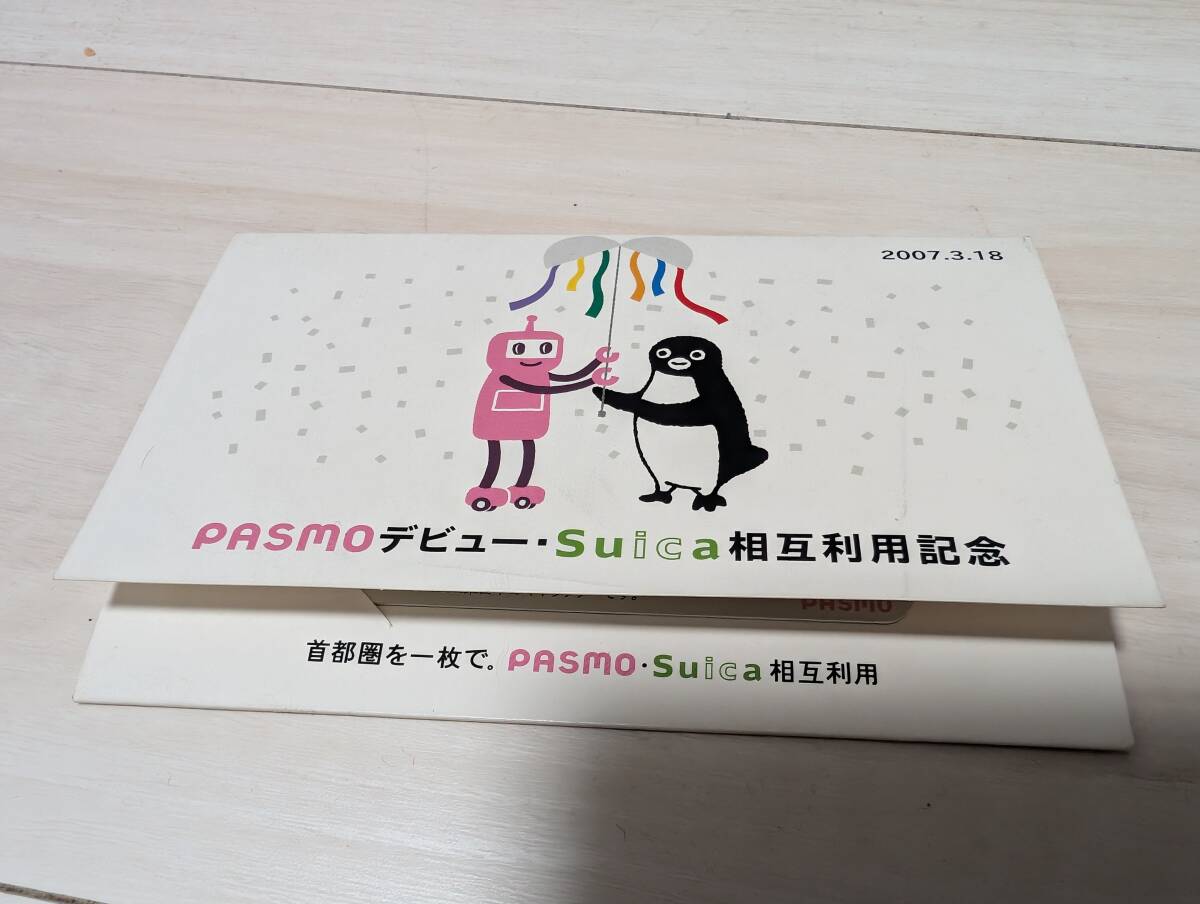 2007.3.18
PASMOデビュー・Suica相互利用記念
PASMO
首都圏を一枚で。PASMO・Suica相互利用